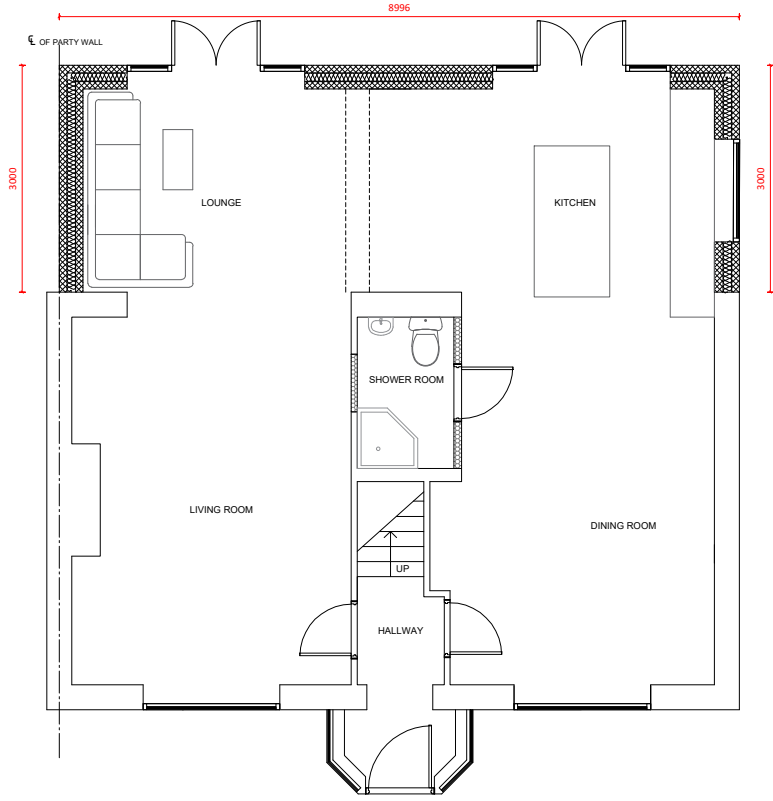 8996
℄ OF PARTY WALL
3000
3000
LOUNGE
KITCHEN
SHOWER ROOM
LIVING ROOM
DINING ROOM
UP
HALLWAY